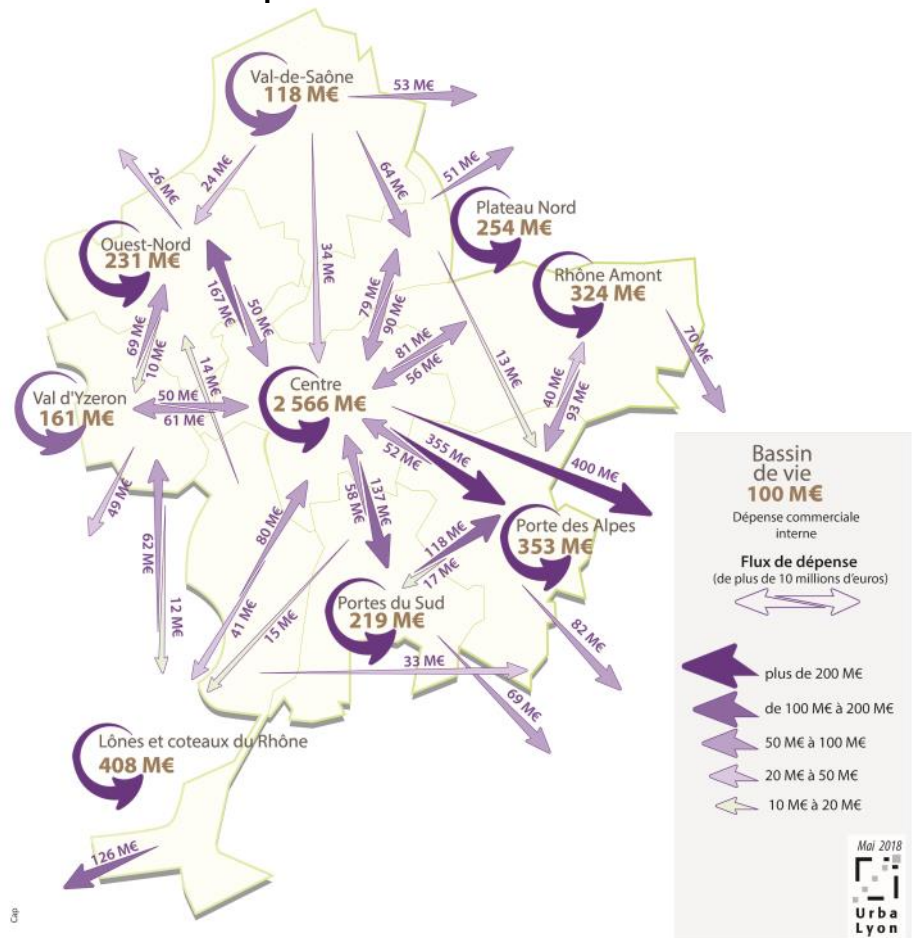 Val-de-Saône
118 M€
53 M€
26 M€
24 M€
64 M€
51 M€
Plateau Nord
254 M€
Ouest-Nord
231 M€
34 M€
Rhône Amont
324 M€
167 M€
50 M€
79 M€
90 M€
69 M€
10 M€
14 M€
81 M€
56 M€
13 M€
70 M€
40 M€
93 M€
Val d'Yzeron
161 M€
50 M€
61 M€
Centre
2 566 M€
355 M€
52 M€
400 M€
49 M€
62 M€
12 M€
80 M€
41 M€
58 M€
137 M€
15 M€
118 M€
17 M€
Porte des Alpes
353 M€
Portes du Sud
219 M€
82 M€
33 M€
69 M€
Lônes et coteaux du Rhône
408 M€
126 M€
Cap
Bassin
de vie
100 M€
Dépense commerciale
interne
Flux de dépense
(de plus de 10 millions d'euros)
plus de 200 M€
de 100 M€ à 200 M€
50 M€ à 100 M€
20 M€ à 50 M€
10 M€ à 20 M€
Mai 2018
Urba
Lyon